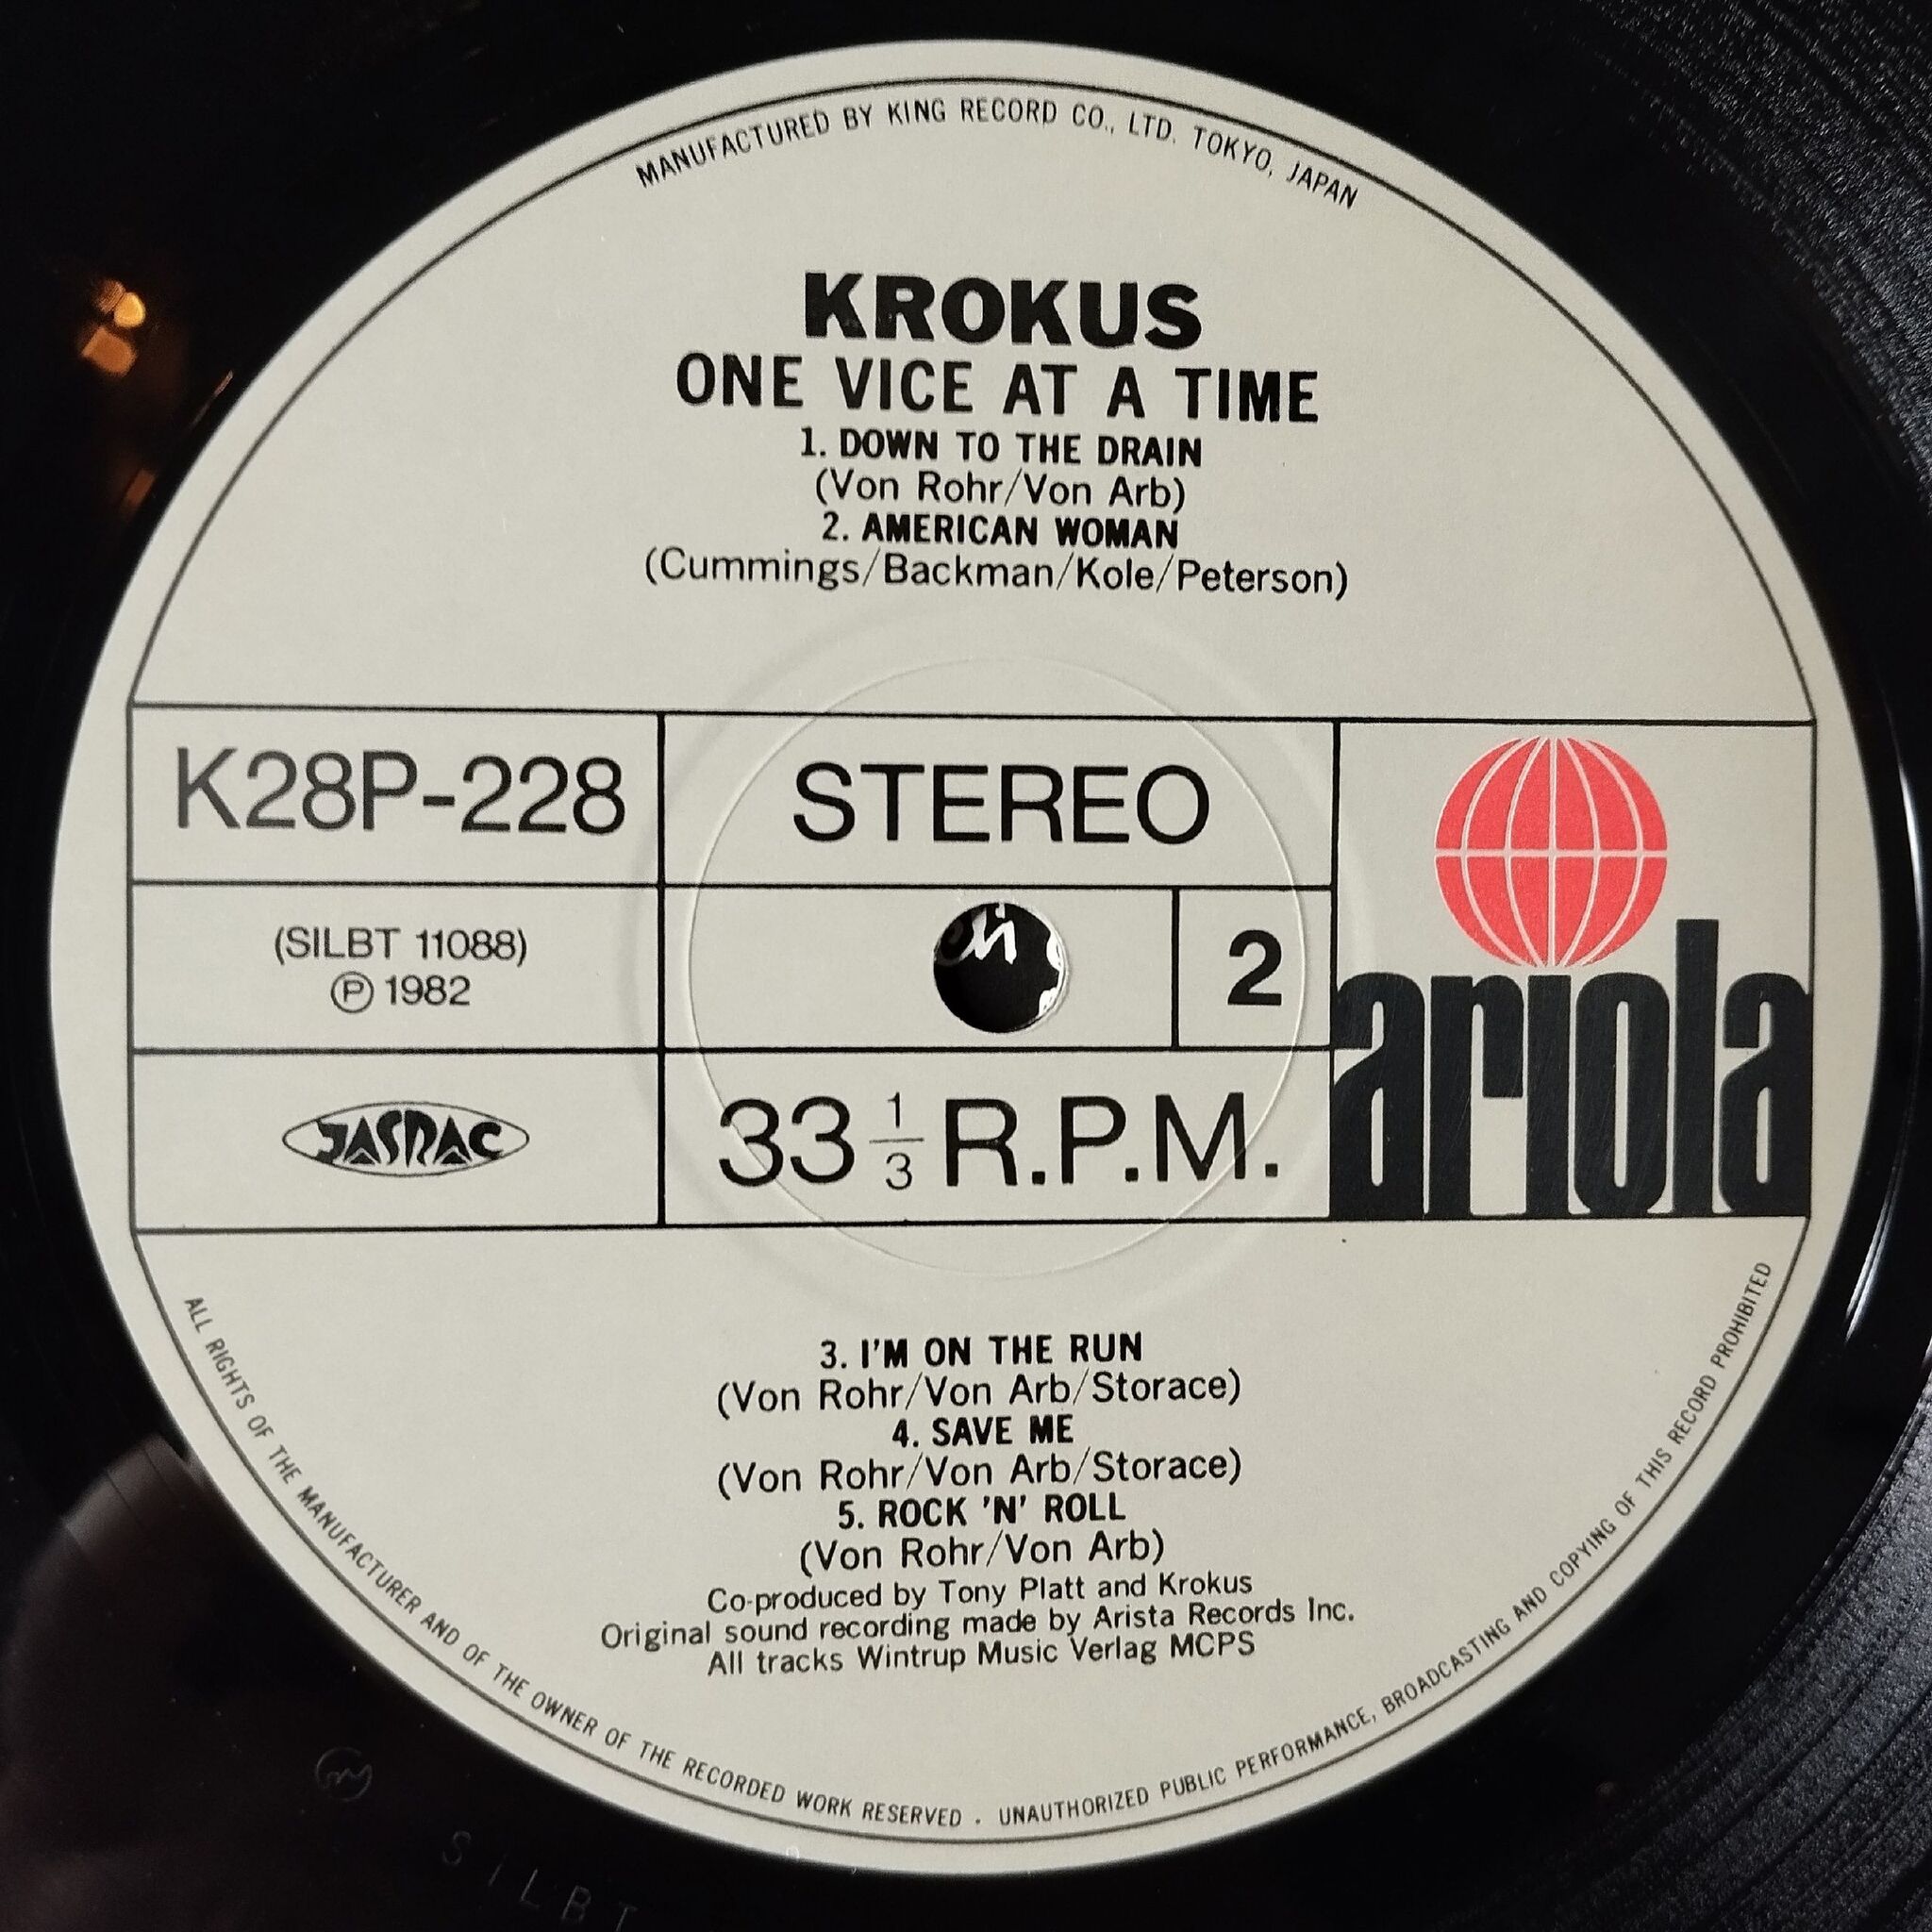 MANUFACTURED BY KING RECORD CO., LTD. TOKYO, JAPAN
KROKUS
ONE VICE AT A TIME
1. DOWN TO THE DRAIN
(Von Rohr/Von Arb)
2. AMERICAN WOMAN
(Cummings/Backman/Kole/Peterson)
K28P-228
STEREO
(SILBT 11088)
Ⓟ 1982
2
JASRAC
33 1/3 R.P.M.
ariola
3. I'M ON THE RUN
(Von Rohr/Von Arb/Storace)
4. SAVE ME
(Von Rohr/Von Arb/Storace)
5. ROCK 'N' ROLL
(Von Rohr/Von Arb)
Co-produced by Tony Platt and Krokus
Original sound recording made by Arista Records Inc.
All tracks Wintrup Music Verlag MCPS
ALL RIGHTS OF THE MANUFACTURER AND OF THE OWNER OF THE RECORDED WORK RESERVED . UNAUTHORIZED PUBLIC PERFORMANCE, BROADCASTING AND COPYING OF THIS RECORD PROHIBITED
SILBT